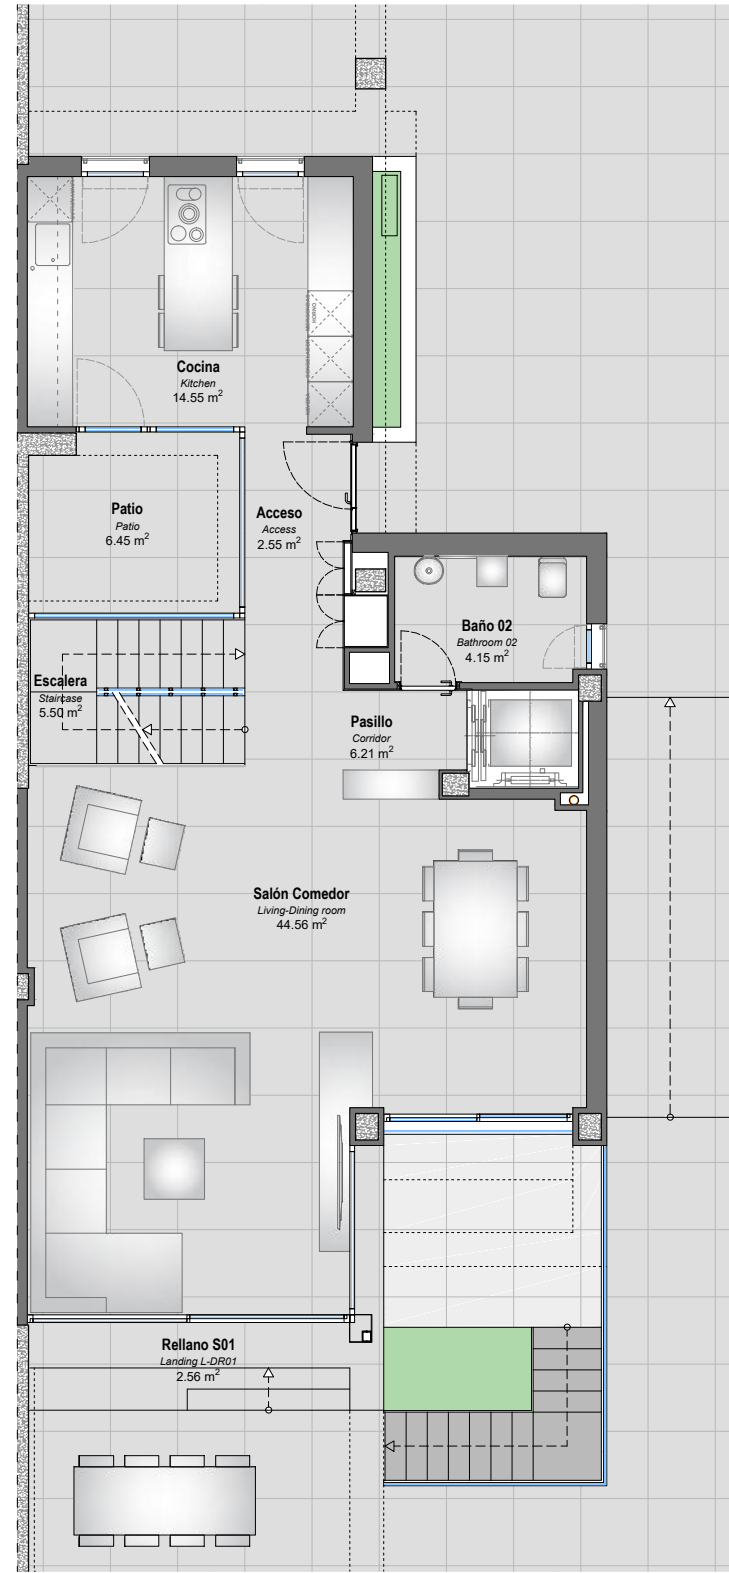 HORNO
Cocina
Kitchen
14.55 m²
Patio
Patio
6.45 m²
Acceso
Access
2.55 m²
Baño 02
Bathroom 02
4.15 m²
Escalera
Staircase
5.50 m²
Pasillo
Corridor
6.21 m²
Salón Comedor
Living-Dining room
44.56 m²
Rellano S01
Landing L-DR01
2.56 m²